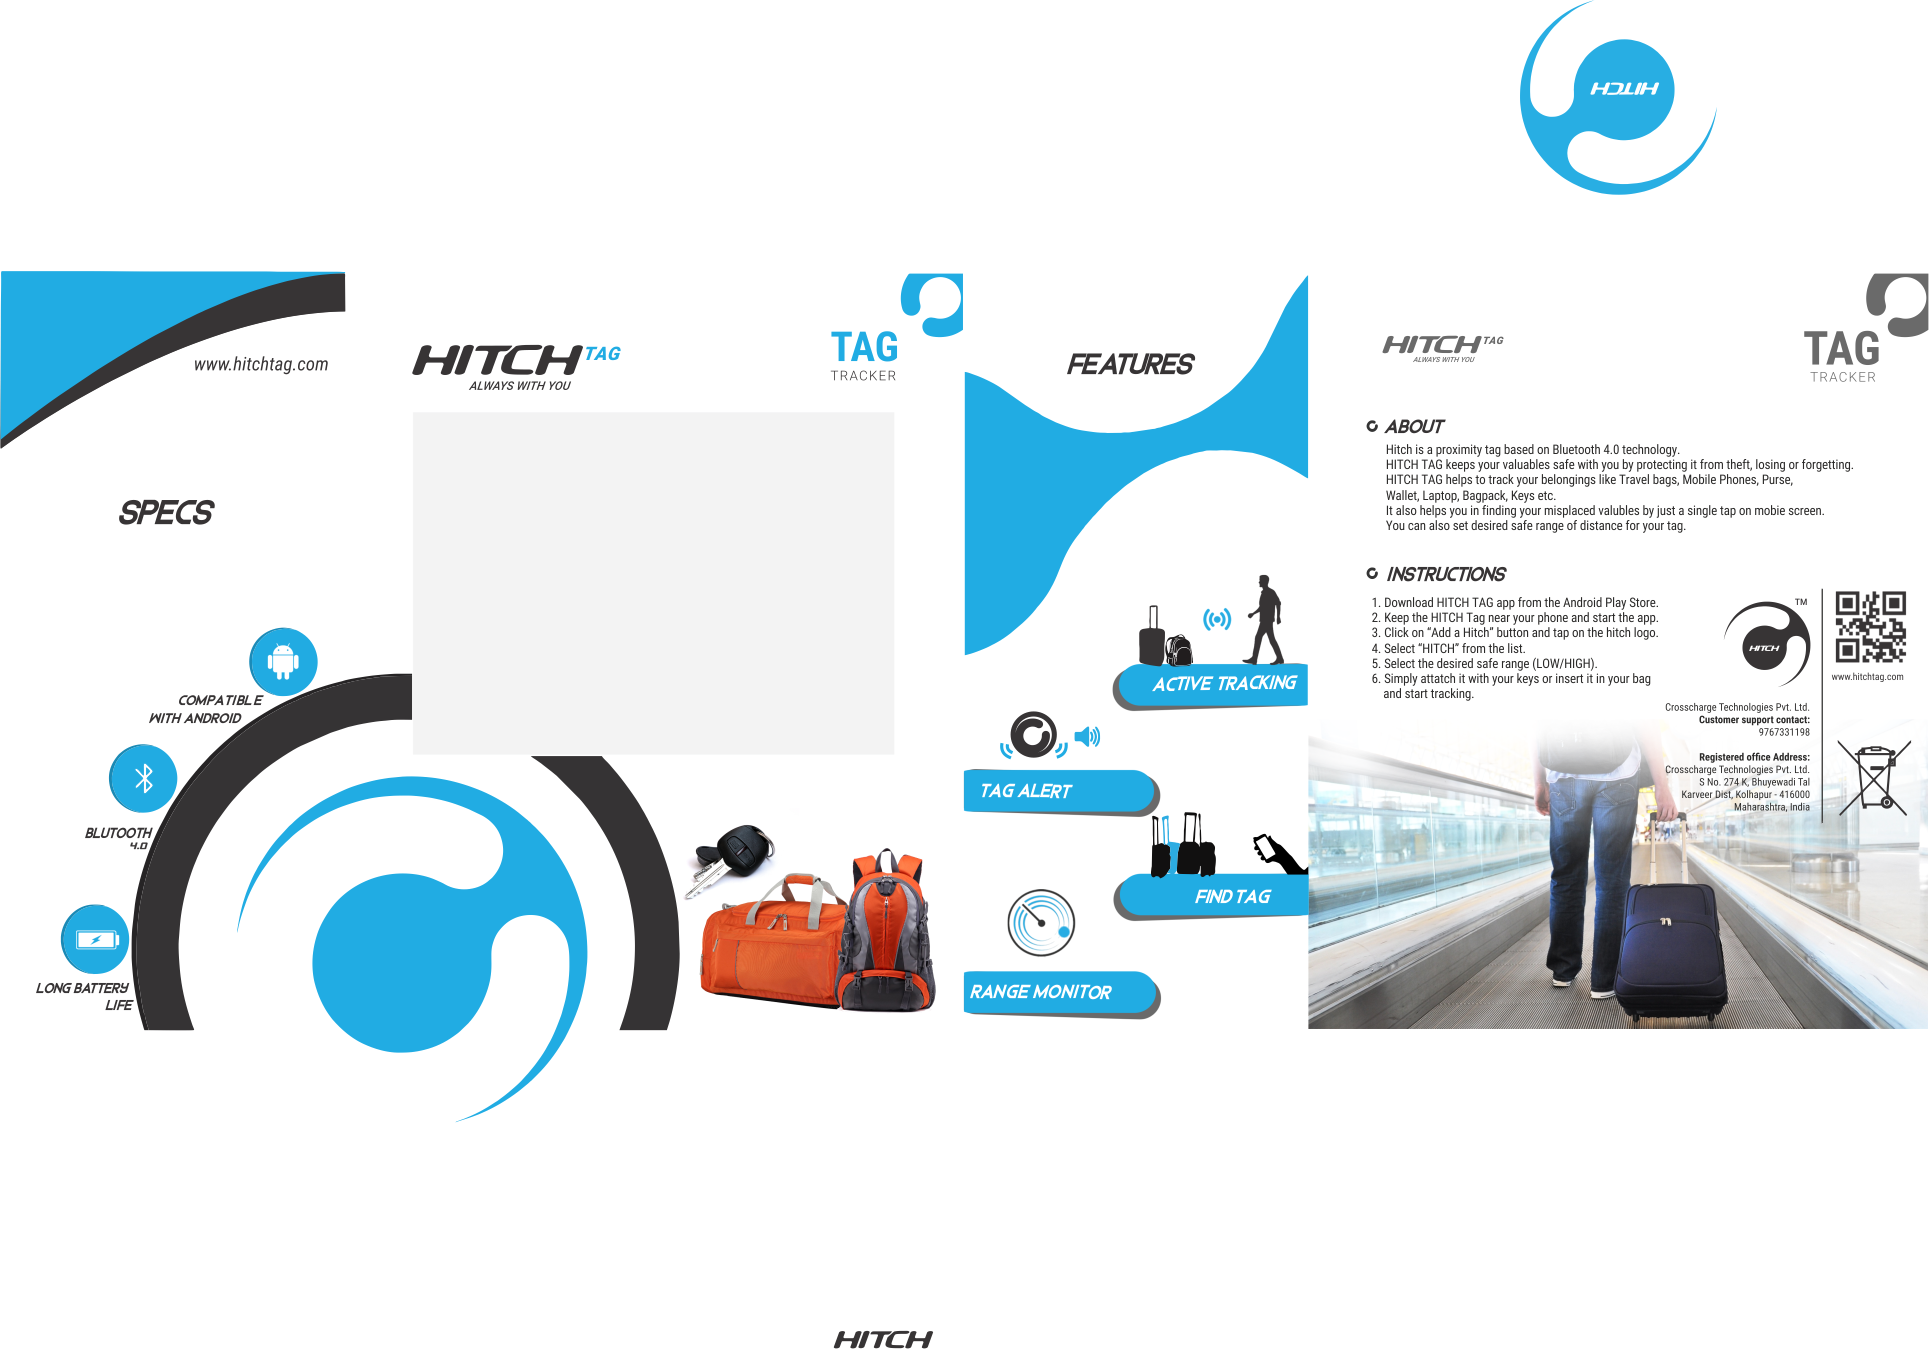 HITCH
www.hitchtag.com
SPECS
COMPATIBLE
WITH ANDROID
BLUTOOTH
4.0
LONG BATTERY
LIFE
HITCH TAG
ALWAYS WITH YOU
TAG
TRACKER
FEATURES
ACTIVE TRACKING
TAG ALERT
FIND TAG
RANGE MONITOR
HITCH TAG
ALWAYS WITH YOU
TAG
TRACKER
ABOUT
Hitch is a proximity tag based on Bluetooth 4.0 technology.
HITCH TAG keeps your valuables safe with you by protecting it from theft, losing or forgetting.
HITCH TAG helps to track your belongings like Travel bags, Mobile Phones, Purse,
Wallet, Laptop, Bagpack, Keys etc.
It also helps you in finding your misplaced valubles by just a single tap on mobie screen.
You can also set desired safe range of distance for your tag.
INSTRUCTIONS
1. Download HITCH TAG app from the Android Play Store.
2. Keep the HITCH Tag near your phone and start the app.
3. Click on “Add a Hitch” button and tap on the hitch logo.
4. Select “HITCH” from the list.
5. Select the desired safe range (LOW/HIGH).
6. Simply attatch it with your keys or insert it in your bag
and start tracking.
TM
HITCH
www.hitchtag.com
Crosscharge Technologies Pvt. Ltd.
Customer support contact:
9767331198
Registered office Address:
Crosscharge Technologies Pvt. Ltd.
S No. 274 K, Bhuyewadi Tal
Karveer Dist, Kolhapur - 416000
Maharashtra, India
HITCH